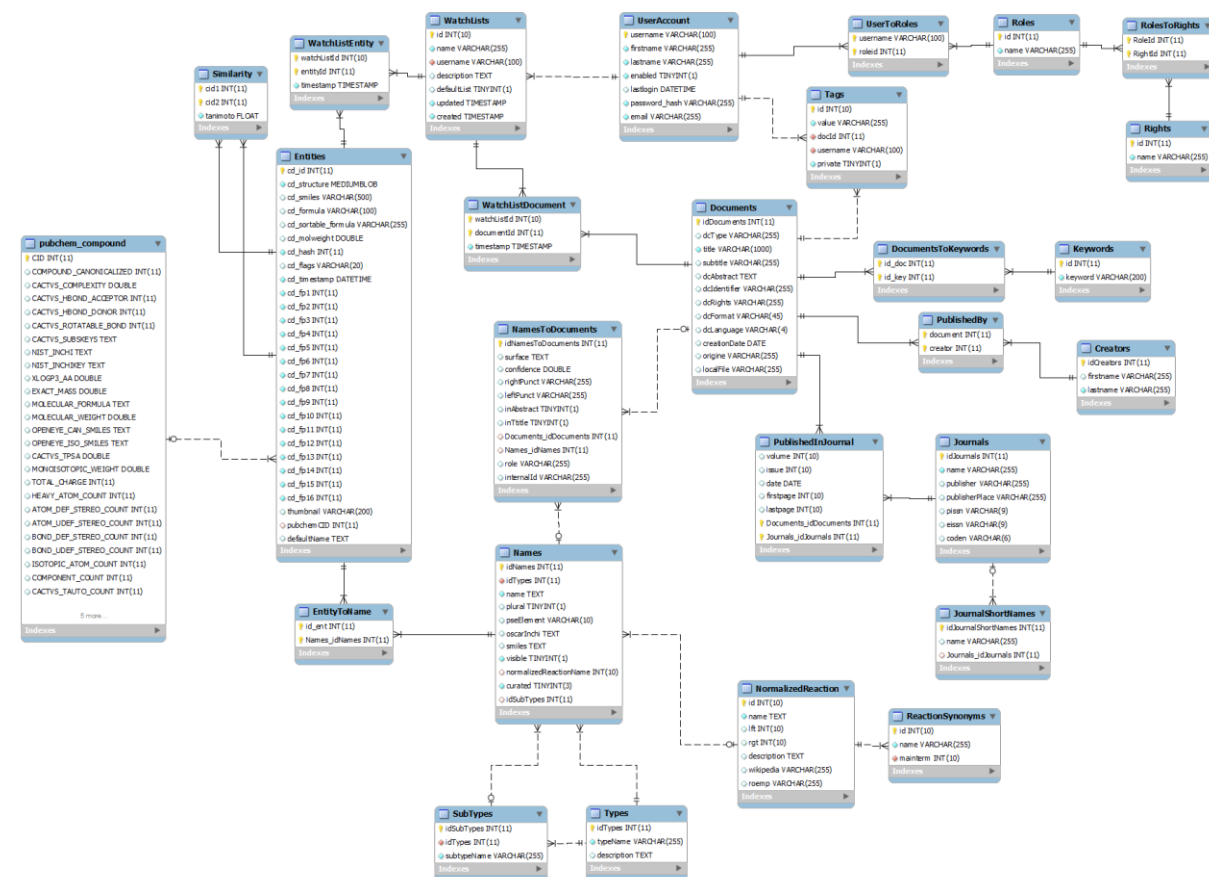 WatchLists
id INT(10)
name VARCHAR(255)
username VARCHAR(100)
description TEXT
defaultList TINYINT(1)
updated TIMESTAMP
created TIMESTAMP
Indexes
UserAccount
username VARCHAR(100)
firstname VARCHAR(255)
lastname VARCHAR(255)
enabled TINYINT(1)
lastlogin DATETIME
password_hash VARCHAR(255)
email VARCHAR(255)
Indexes
UserToRoles
username VARCHAR(100)
roleid INT(11)
Indexes
Roles
id INT(11)
name VARCHAR(255)
Indexes
RolesToRights
RoleId INT(11)
RightId INT(11)
Indexes
WatchListEntity
watchListId INT(10)
entityId INT(11)
timestamp TIMESTAMP
Indexes
Similarity
cid1 INT(11)
cid2 INT(11)
tanimoto FLOAT
Indexes
Tags
id INT(10)
value VARCHAR(255)
docId INT(11)
username VARCHAR(100)
private TINYINT(1)
Indexes
Rights
id INT(11)
name VARCHAR(255)
Indexes
Entities
cd_id INT(11)
cd_structure MEDIUMBLOB
cd_smiles VARCHAR(500)
cd_formula VARCHAR(100)
cd_sortable_formula VARCHAR(255)
cd_molweight DOUBLE
cd_hash INT(11)
cd_flags VARCHAR(20)
cd_timestamp DATETIME
cd_fp1 INT(11)
cd_fp2 INT(11)
cd_fp3 INT(11)
cd_fp4 INT(11)
cd_fp5 INT(11)
cd_fp6 INT(11)
cd_fp7 INT(11)
cd_fp8 INT(11)
cd_fp9 INT(11)
cd_fp10 INT(11)
cd_fp11 INT(11)
cd_fp12 INT(11)
cd_fp13 INT(11)
cd_fp14 INT(11)
cd_fp15 INT(11)
cd_fp16 INT(11)
thumbnail VARCHAR(200)
pubchemCID INT(11)
defaultName TEXT
Indexes
WatchListDocument
watchListId INT(10)
documentId INT(11)
timestamp TIMESTAMP
Indexes
Documents
idDocuments INT(11)
dcType VARCHAR(255)
title VARCHAR(1000)
subtitle VARCHAR(255)
dcAbstract TEXT
dcIdentifier VARCHAR(255)
dcRights VARCHAR(255)
dcFormat VARCHAR(45)
dcLanguage VARCHAR(4)
creationDate DATE
origine VARCHAR(255)
localFile VARCHAR(255)
Indexes
DocumentsToKeywords
id_doc INT(11)
id_key INT(11)
Indexes
Keywords
id INT(11)
keyword VARCHAR(200)
Indexes
pubchem_compound
CID INT(11)
COMPOUND_CANONICALIZED INT(11)
CACTVS_COMPLEXITY DOUBLE
CACTVS_HBOND_ACCEPTOR INT(11)
CACTVS_HBOND_DONOR INT(11)
CACTVS_ROTATABLE_BOND INT(11)
CACTVS_SUBSKEYS TEXT
NIST_INCHI TEXT
NIST_INCHIKEY TEXT
XLOGP3_AA DOUBLE
EXACT_MASS DOUBLE
MOLECULAR_FORMULA TEXT
MOLECULAR_WEIGHT DOUBLE
OPENEYE_CAN_SMILES TEXT
OPENEYE_ISO_SMILES TEXT
CACTVS_TPSA DOUBLE
MONOISOTOPIC_WEIGHT DOUBLE
TOTAL_CHARGE INT(11)
HEAVY_ATOM_COUNT INT(11)
ATOM_DEF_STEREO_COUNT INT(11)
ATOM_UDEF_STEREO_COUNT INT(11)
BOND_DEF_STEREO_COUNT INT(11)
BOND_UDEF_STEREO_COUNT INT(11)
ISOTOPIC_ATOM_COUNT INT(11)
COMPONENT_COUNT INT(11)
CACTVS_TAUTO_COUNT INT(11)
5 more...
Indexes
NamesToDocuments
idNamesToDocuments INT(11)
surface TEXT
confidence DOUBLE
rightPunct VARCHAR(255)
leftPunct VARCHAR(255)
inAbstract TINYINT(1)
inTtitle TINYINT(1)
Documents_idDocuments INT(11)
Names_idNames INT(11)
role VARCHAR(255)
internalId VARCHAR(255)
Indexes
PublishedBy
document INT(11)
creator INT(11)
Indexes
Creators
idCreators INT(11)
firstname VARCHAR(255)
lastname VARCHAR(255)
Indexes
PublishedInJournal
volume INT(10)
issue INT(10)
date DATE
firstpage INT(10)
lastpage INT(10)
Documents_idDocuments INT(11)
Journals_idJournals INT(11)
Indexes
Journals
idJournals INT(11)
name VARCHAR(255)
publisher VARCHAR(255)
publisherPlace VARCHAR(255)
pissn VARCHAR(9)
eissn VARCHAR(9)
coden VARCHAR(6)
Indexes
EntityToName
id_ent INT(11)
Names_idNames INT(11)
Indexes
Names
idNames INT(11)
idTypes INT(11)
name TEXT
plural TINYINT(1)
pseElement VARCHAR(10)
oscarInchi TEXT
smiles TEXT
visible TINYINT(1)
normalizedReactionName INT(10)
curated TINYINT(3)
idSubTypes INT(11)
Indexes
JournalShortNames
idJournalShortNames INT(11)
name VARCHAR(255)
Journals_idJournals INT(11)
Indexes
NormalizedReaction
id INT(10)
name TEXT
lft INT(10)
rgt INT(10)
description TEXT
wikipedia VARCHAR(255)
roemp VARCHAR(255)
Indexes
ReactionSynonyms
id INT(10)
name VARCHAR(255)
mainterm INT(10)
Indexes
SubTypes
idSubTypes INT(11)
idTypes INT(11)
subtypeName VARCHAR(255)
Indexes
Types
idTypes INT(11)
typeName VARCHAR(255)
description TEXT
Indexes